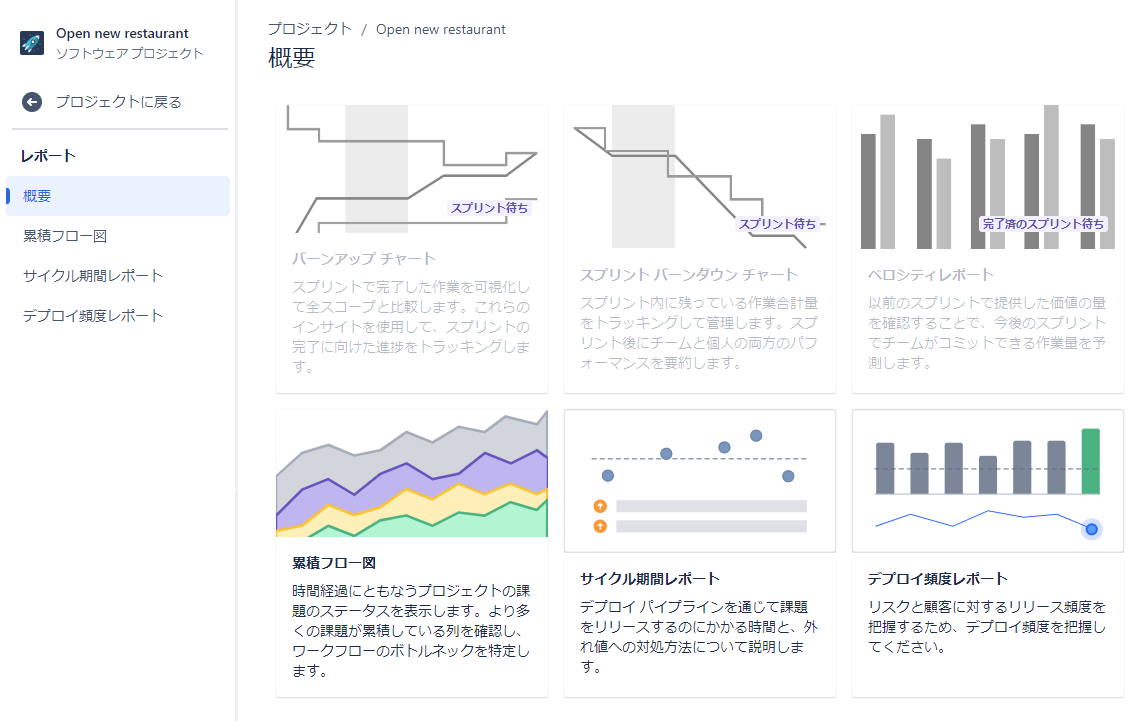 Open new restaurant
ソフトウェア プロジェクト
プロジェクトに戻る
レポート
概要
累積フロー図
サイクル期間レポート
デプロイ頻度レポート
プロジェクト / Open new restaurant
概要
スプリント待ち
バーンアップ チャート
スプリントで完了した作業を可視化し
て全スコープと比較します。これらの
インサイトを使用して、スプリントの
完了に向けた進捗をトラッキングしま
す。
スプリント待ち
スプリント バーンダウン チャート
スプリント内に残っている作業合計量
をトラッキングして管理します。スプ
リント後にチームと個人の両方のパフ
ォーマンスを要約します。
完了済のスプリント待ち
ベロシティレポート
以前のスプリントで提供した価値の量
を確認することで、今後のスプリント
でチームがコミットできる作業量を予
測します。
累積フロー図
時間経過にともなうプロジェクトの課
題のステータスを表示します。より多
くの課題が累積している列を確認し、
ワークフローのボトルネックを特定し
ます。
サイクル期間レポート
デプロイ パイプラインを通じて課題
をリリースするのにかかる時間と、外
れ値への対処方法について説明しま
す。
デプロイ頻度レポート
リスクと顧客に対するリリース頻度を
把握するため、デプロイ頻度を把握し
てください。